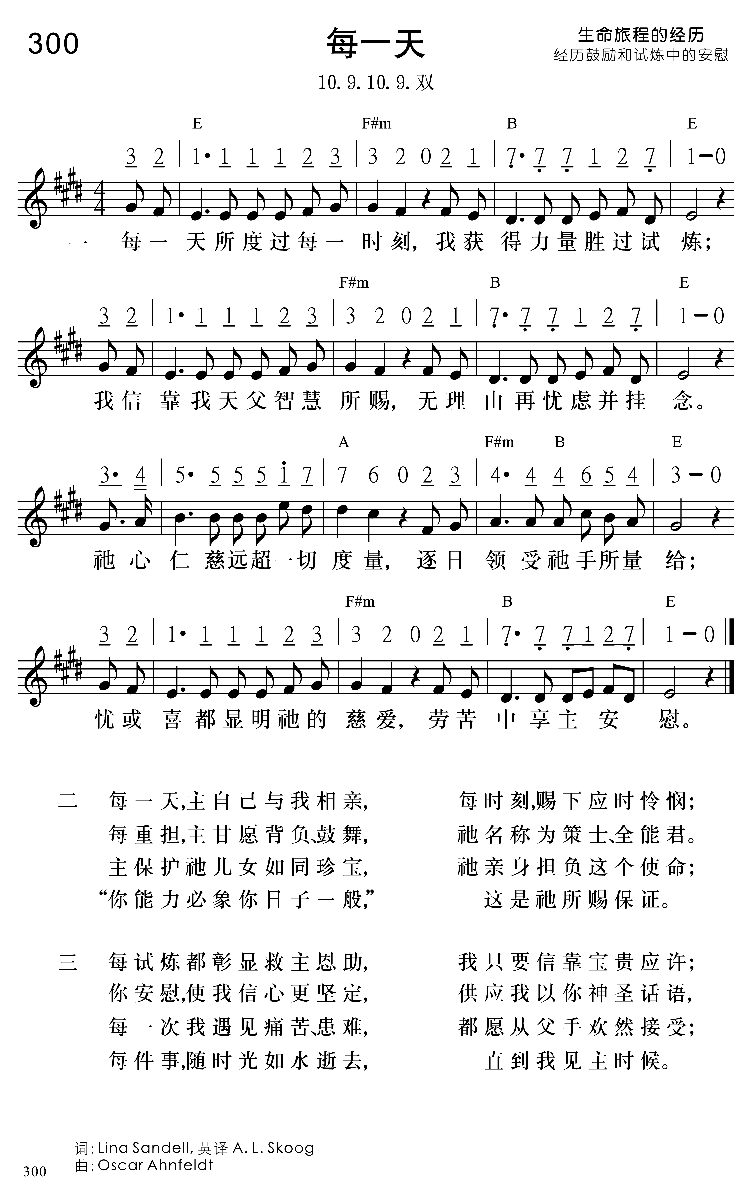 300
每一天
生命旅程的经历
经历鼓励和试炼中的安慰
10.9.10.9.双
E F#m B E
3 2 | 1• 1 1 1 2 3 | 3 2 0 2 1 | 7• 7 7 1 2 7 | 1 – 0
一 每一天所度过每一时刻，我获得力量胜过试炼；
F#m B E
3 2 | 1• 1 1 1 2 3 | 3 2 0 2 1 | 7• 7 7 1 2 7 | 1 – 0
我信靠我天父智慧所赐，无理由再忧虑并挂念。
A F#m B E
3• 4 | 5• 5 5 5 1 7 | 7 6 0 2 3 | 4• 4 4 6 5 4 | 3 – 0
祂心仁慈远超一切度量，逐日领受祂手所量给；
F#m B E
3 2 | 1• 1 1 1 2 3 | 3 2 0 2 1 | 7• 7 7 1 2 7 | 1 – 0
忧或喜都显明祂的慈爱，劳苦中享主安慰。
二 每一天,主自己与我相亲， 每时刻,赐下应时怜悯；
每重担,主甘愿背负、鼓舞， 祂名称为策士、全能君。
主保护祂儿女如同珍宝， 祂亲身担负这个使命；
“你能力必象你日子一般,” 这是祂所赐保证。
三 每试炼都彰显救主恩助， 我只要信靠宝贵应许；
你安慰,使我信心更坚定， 供应我以你神圣话语，
每一次我遇见痛苦、患难， 都愿从父手欢然接受；
每件事,随时光如水逝去， 直到我见主时候。
词: Lina Sandell, 英译 A. L. Skoog
曲: Oscar Ahnfeldt
300